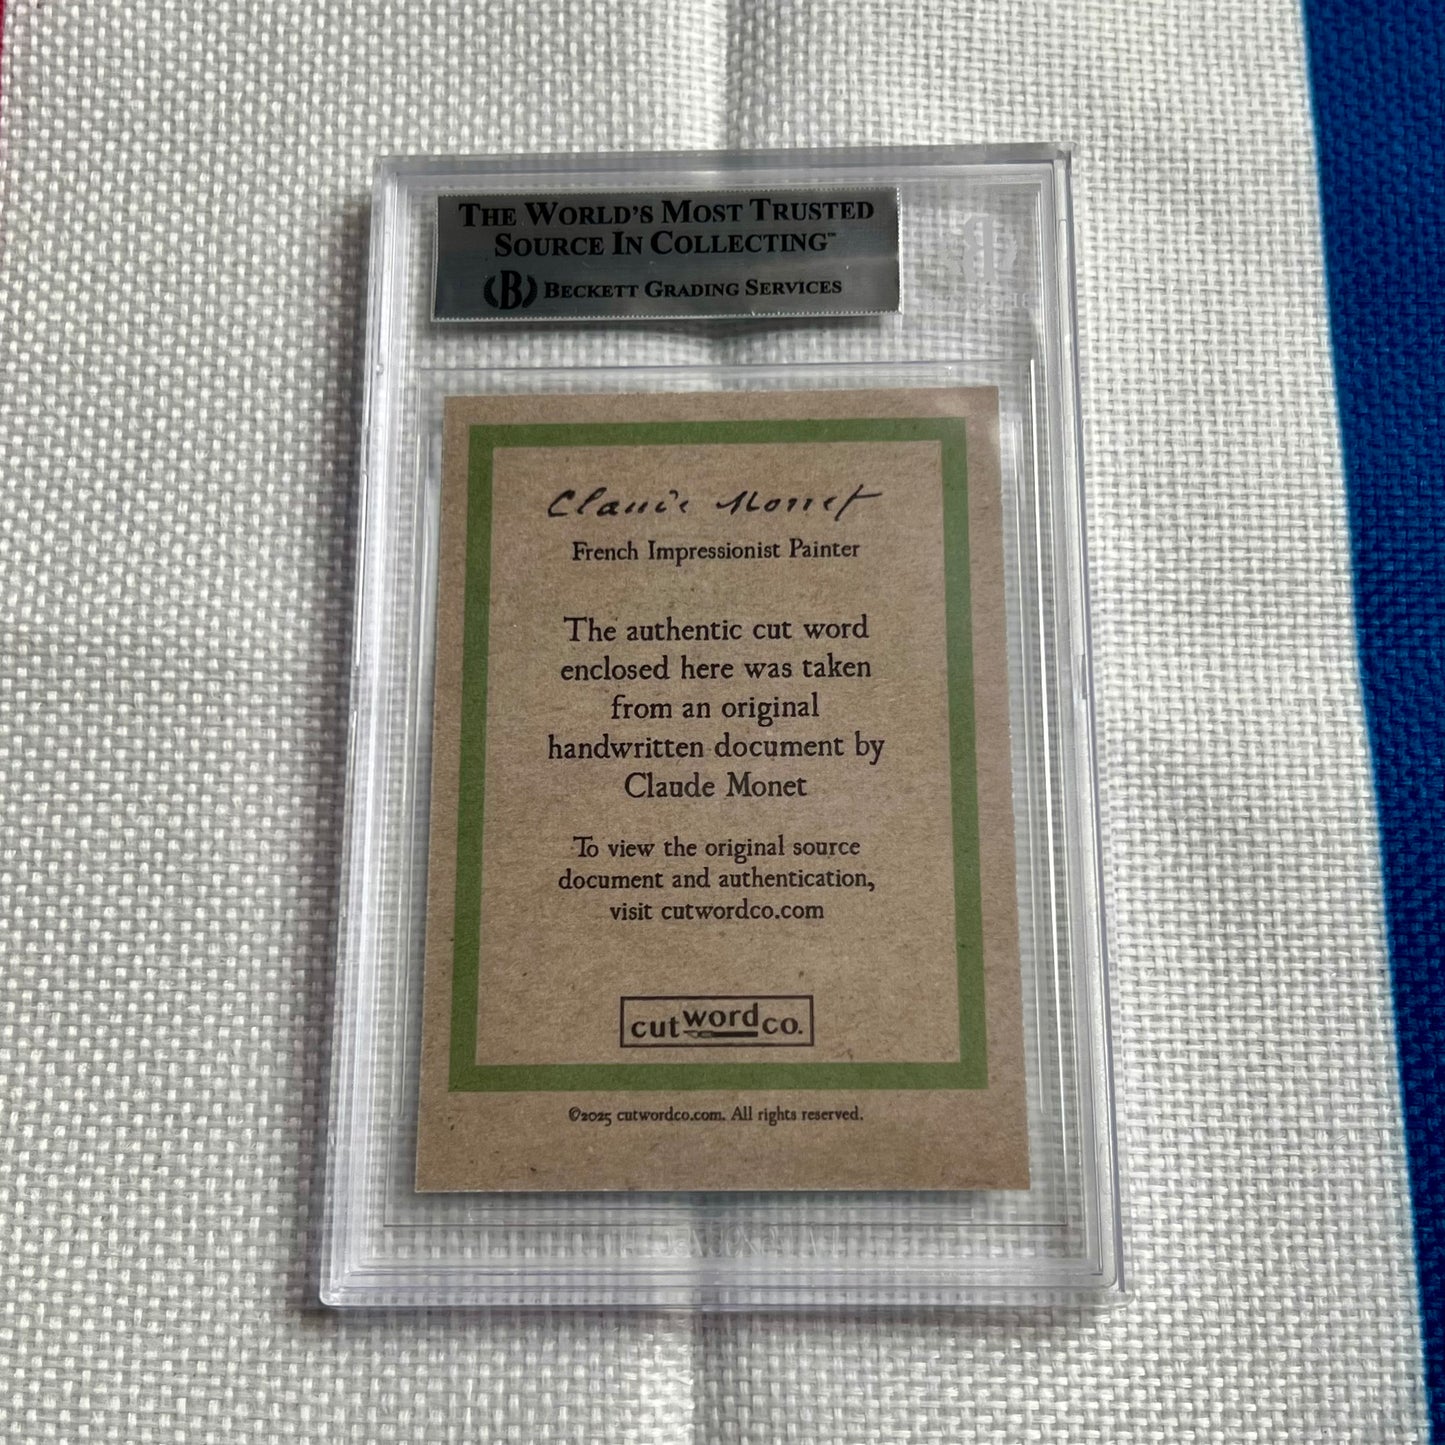 THE WORLD'S MOST TRUSTED
SOURCE IN COLLECTING™
(B) BECKETT GRADING SERVICES
Claude Monet
French Impressionist Painter
The authentic cut word
enclosed here was taken
from an original
handwritten document by
Claude Monet
To view the original source
document and authentication,
visit cutwordco.com
cutwordco.
©2025 cutwordco.com. All rights reserved.